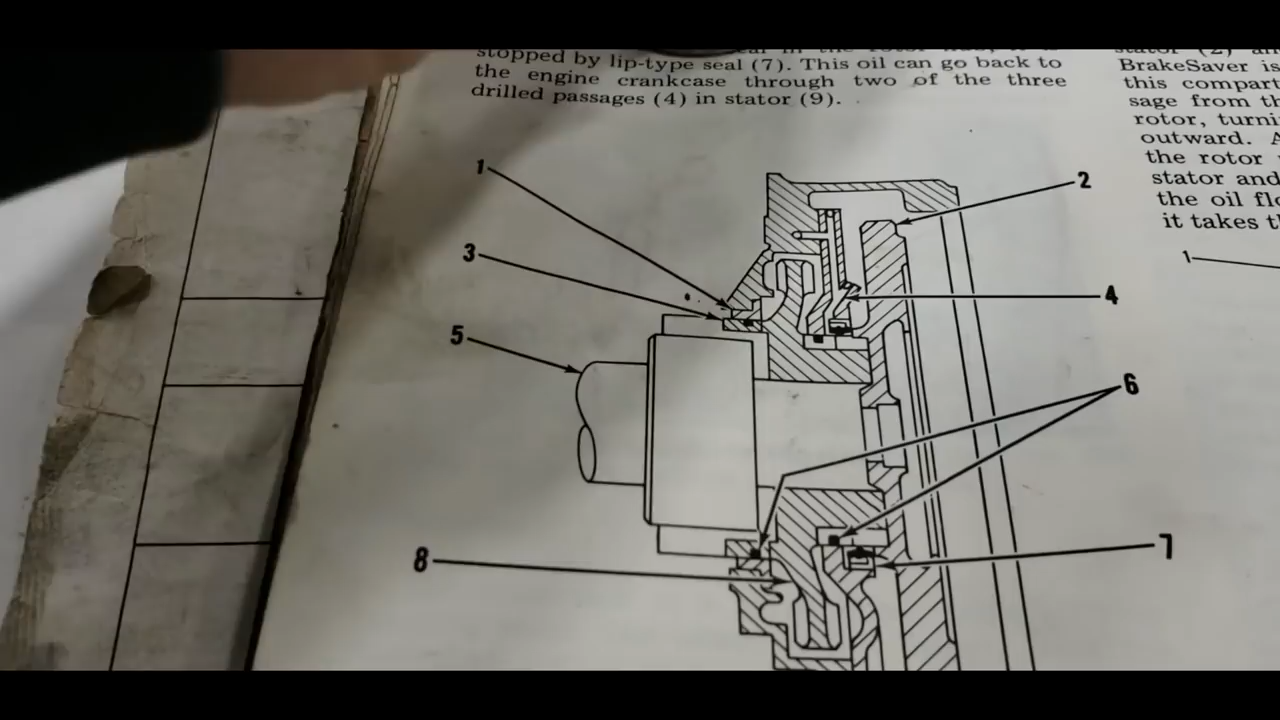 stopped by lip-type seal (7). This oil can go back to
the engine crankcase through two of the three
drilled passages (4) in stator (9).
BrakeSaver is
this compart
sage from th
rotor, turni
outward. A
the rotor
stator and
the oil flo
it takes t
1
1
2
3
4
5
6
7
8